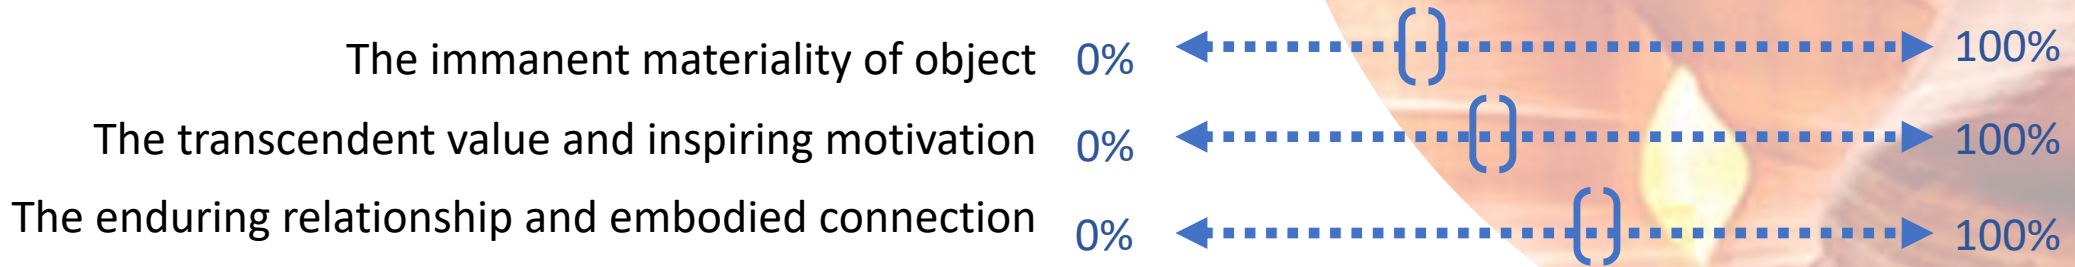 The immanent materiality of object 0% 100%
The transcendent value and inspiring motivation 0% 100%
The enduring relationship and embodied connection 0% 100%